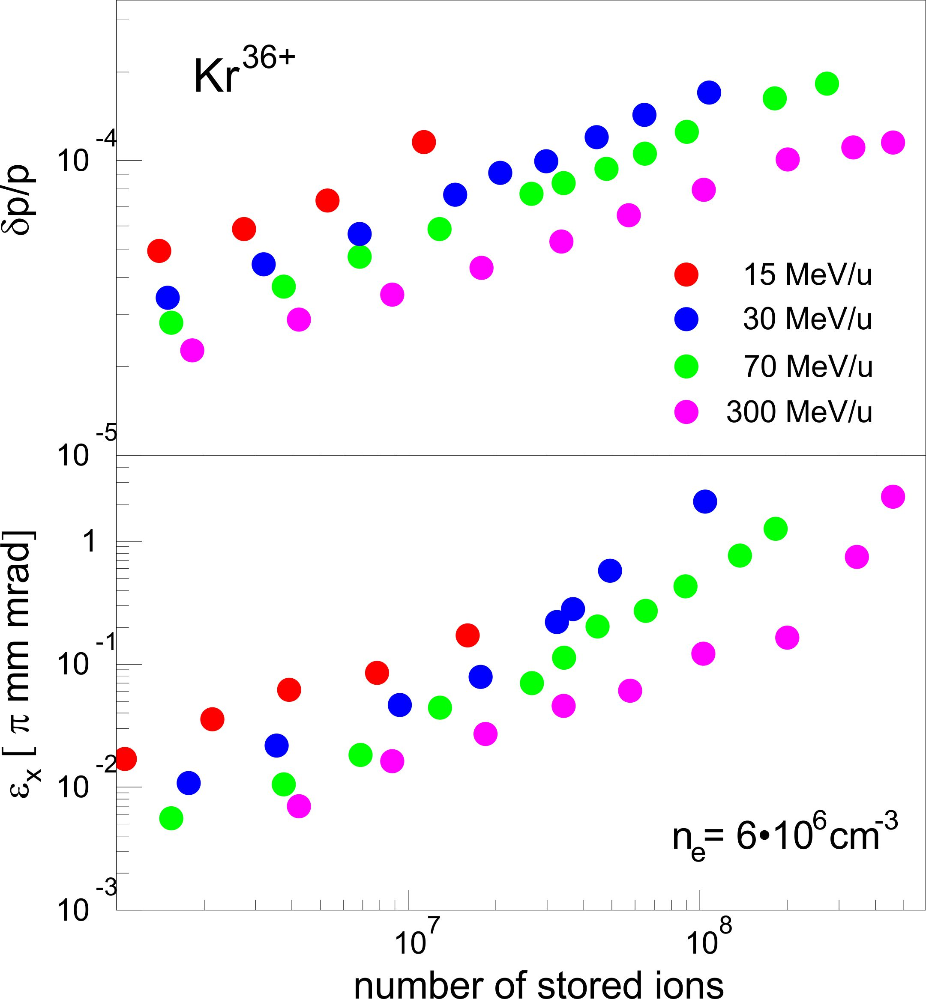 Kr³⁶⁺
δp/p
10⁻⁴
10⁻⁵
15 MeV/u
30 MeV/u
70 MeV/u
300 MeV/u
εₓ [ π mm mrad]
1
10⁻¹
10⁻²
10⁻³
nₑ= 6•10⁶cm⁻³
10⁷
10⁸
number of stored ions